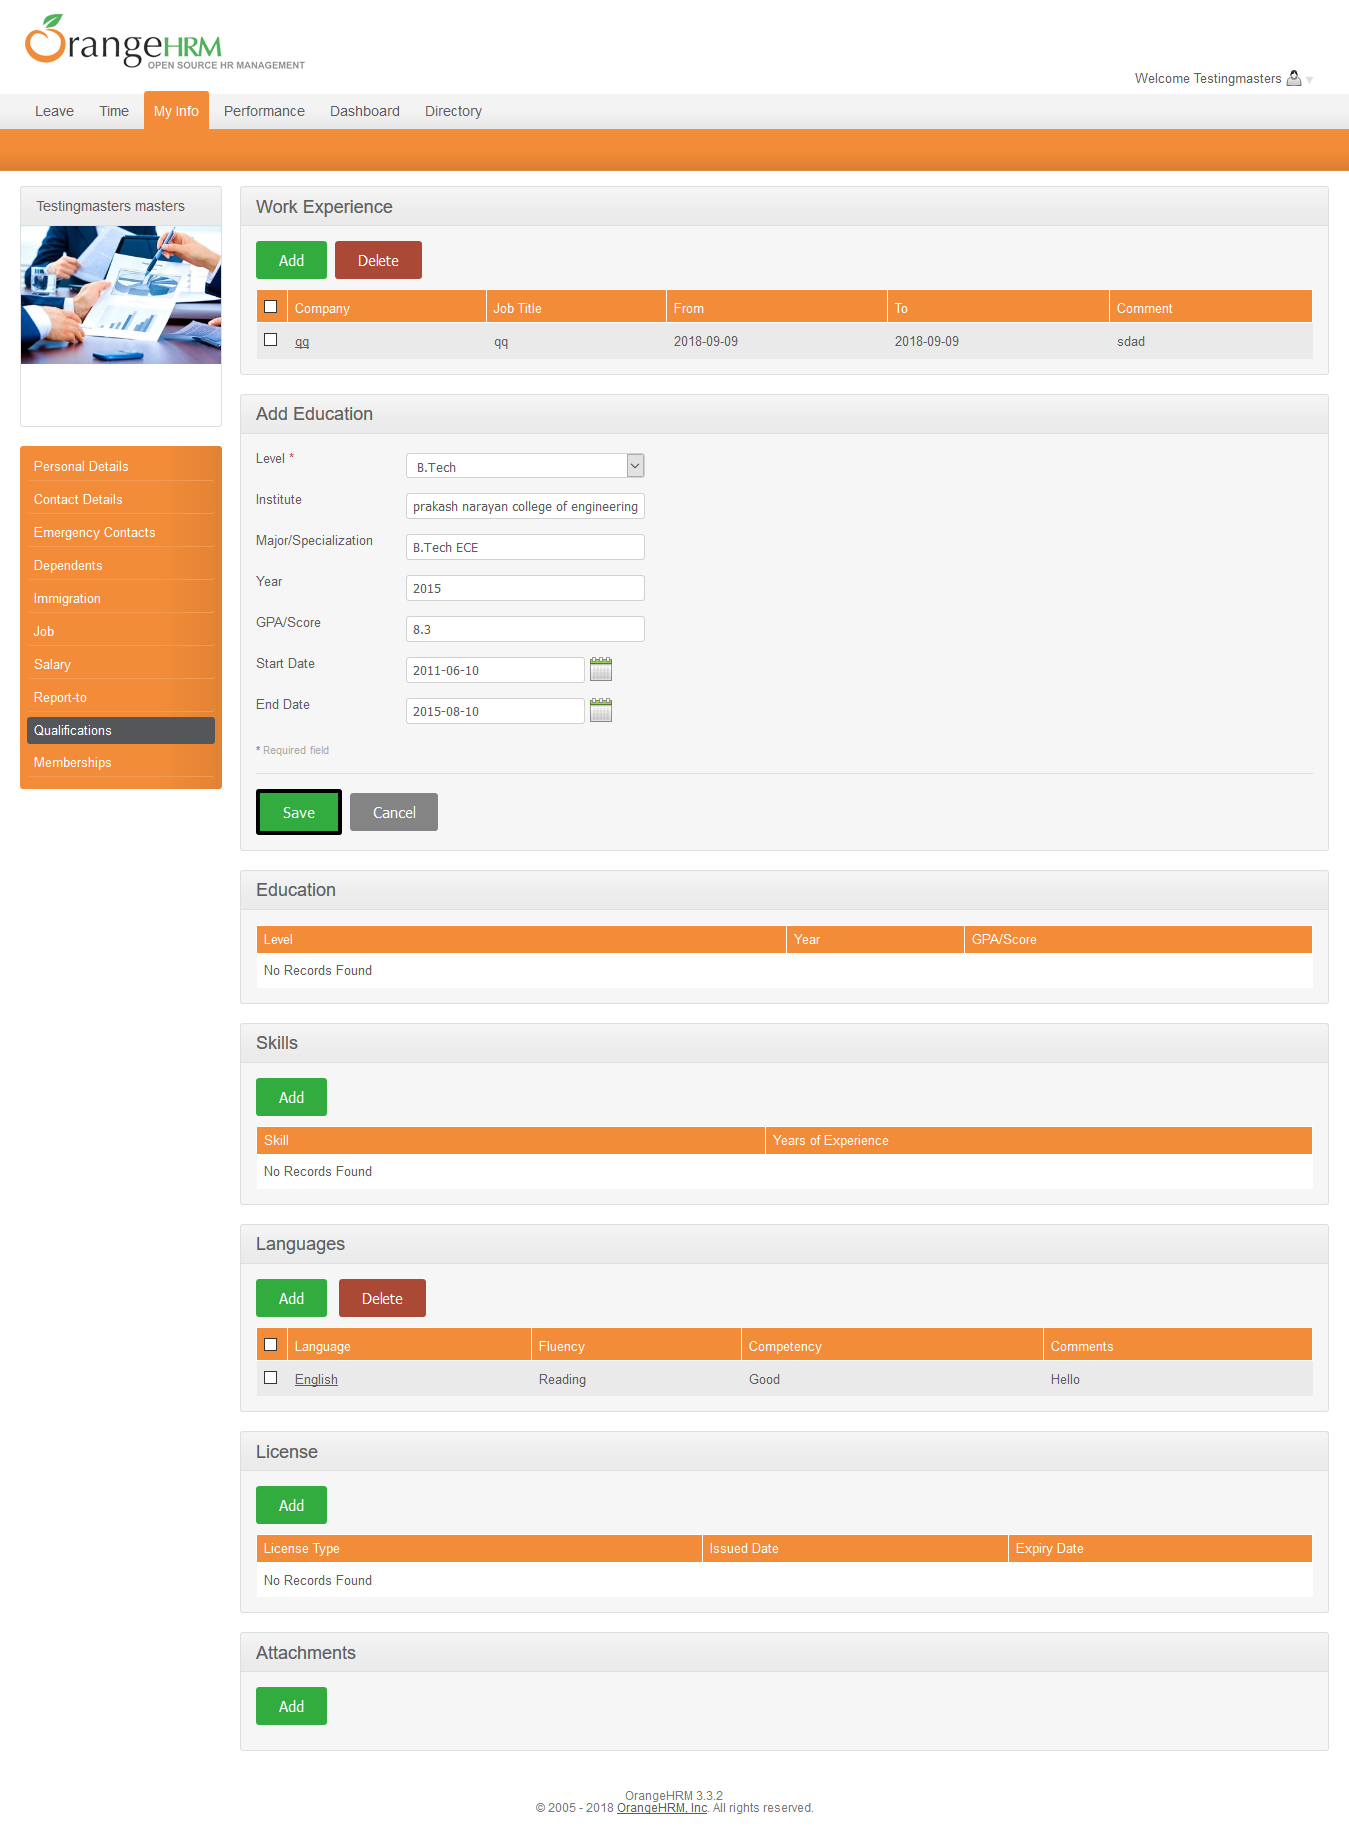 OrangeHRM
OPEN SOURCE HR MANAGEMENT
Welcome Testingmasters
Leave Time My Info Performance Dashboard Directory
Testingmasters masters
Personal Details
Contact Details
Emergency Contacts
Dependents
Immigration
Job
Salary
Report-to
Qualifications
Memberships
Work Experience
Add Delete
Company Job Title From To Comment
qq qq 2018-09-09 2018-09-09 sdad
Add Education
Level * B.Tech
Institute prakash narayan college of engineering
Major/Specialization B.Tech ECE
Year 2015
GPA/Score 8.3
Start Date 2011-06-10
End Date 2015-08-10
* Required field
Save Cancel
Education
Level Year GPA/Score
No Records Found
Skills
Add
Skill Years of Experience
No Records Found
Languages
Add Delete
Language Fluency Competency Comments
English Reading Good Hello
License
Add
License Type Issued Date Expiry Date
No Records Found
Attachments
Add
OrangeHRM 3.3.2
© 2005 - 2018 OrangeHRM, Inc. All rights reserved.